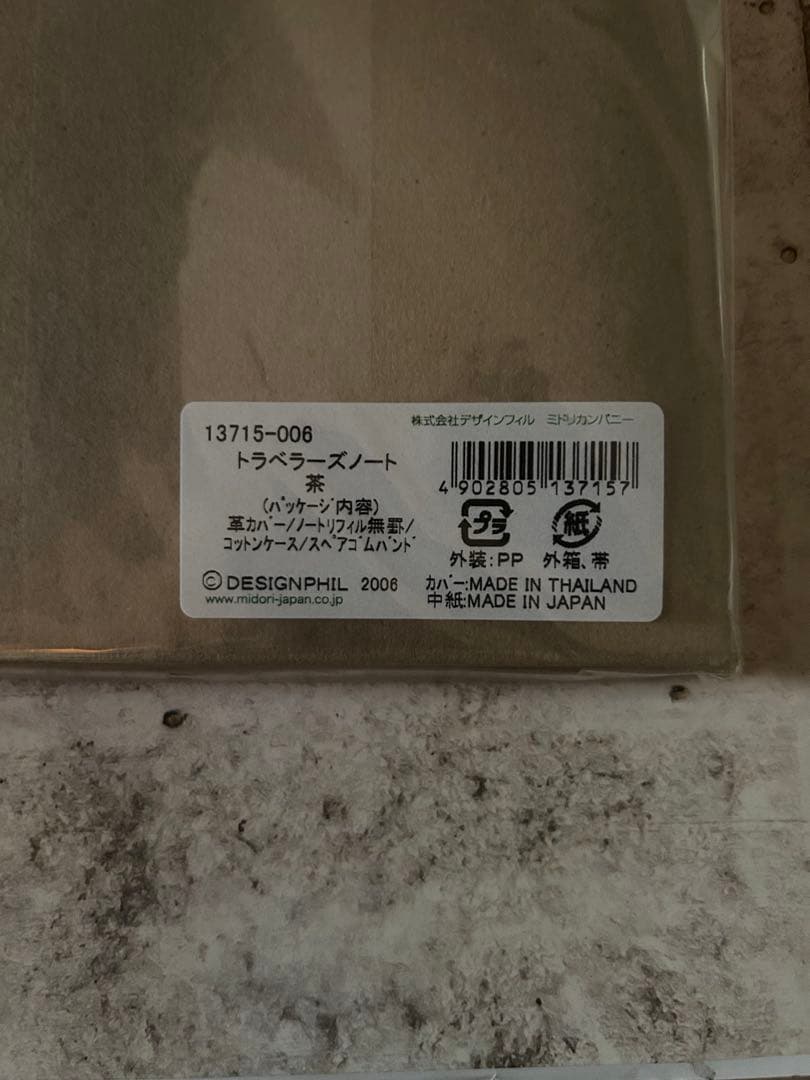 株式会社デザインフィル ミドリカンパニー
13715-006
トラベラーズノート
茶
(パッケージ内容)
革カバー/ノートリフィル無罫/
コットンケース/スペアゴムバンド
4 902805 137157
プラ 紙
外装:PP 外箱、帯
© DESIGNPHIL 2006
www.midori-japan.co.jp
カバー:MADE IN THAILAND
中紙:MADE IN JAPAN